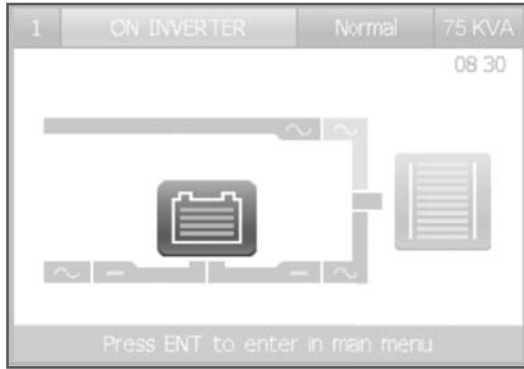 1 ON INVERTER Normal 75 KVA
08 30
Press ENT to enter in main menu